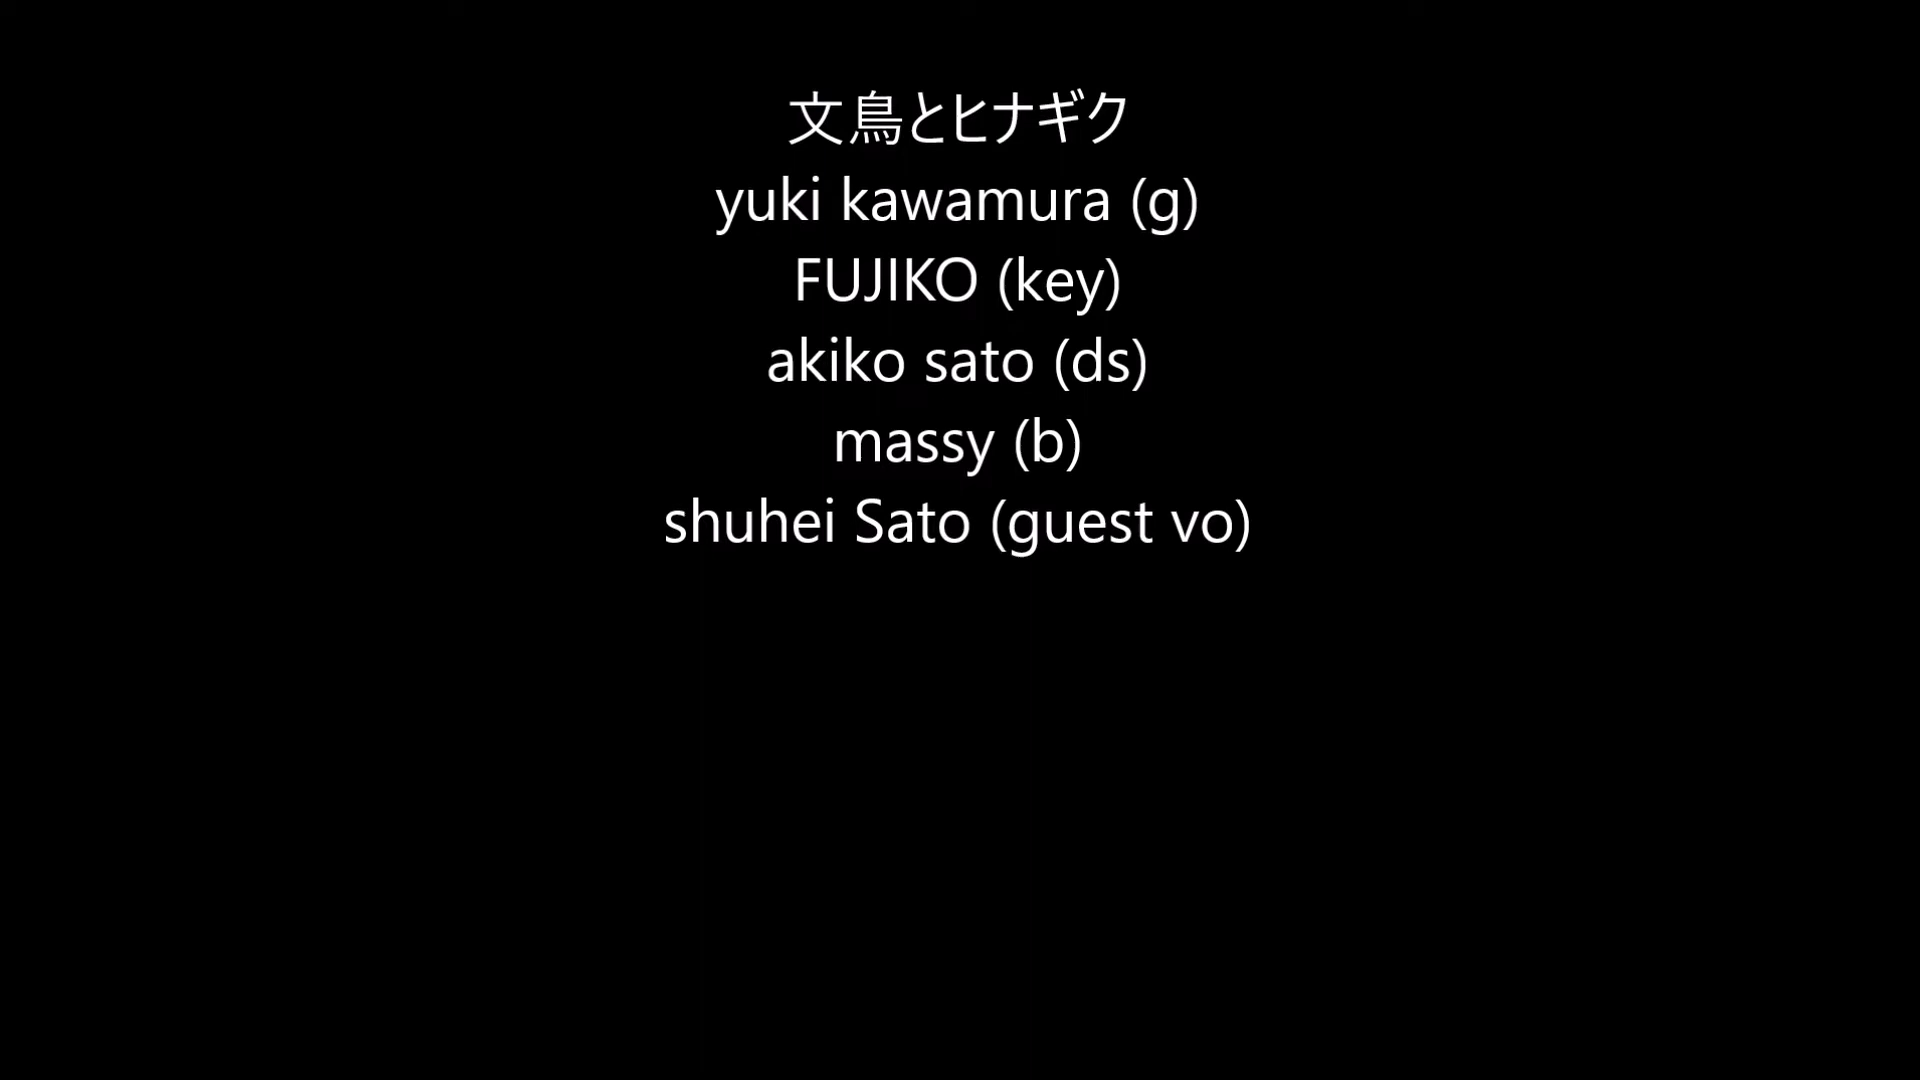 文鳥とヒナギク
yuki kawamura (g)
FUJIKO (key)
akiko sato (ds)
massy (b)
shuhei Sato (guest vo)